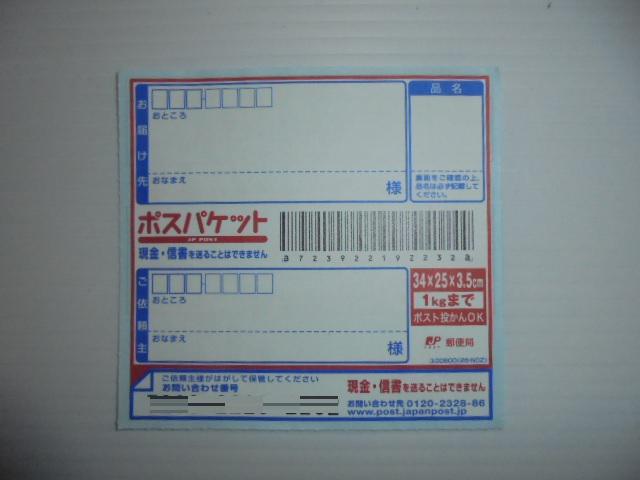 お届け先
おところ
おなまえ
様
品名
裏面をご確認の上、
品名は必ず記載して
ください。
ポスパケット
JP POST
現金・信書を送ることはできません
a723922192232a
ご依頼主
おところ
おなまえ
様
34×25×3.5cm
1kgまで
ポスト投かんOK
JP
POST
郵便局
ご依頼主様がはがして保管してください
お問い合わせ番号
現金・信書を送ることはできません
お問い合わせ先 0120-2328-86
www.post.japanpost.jp